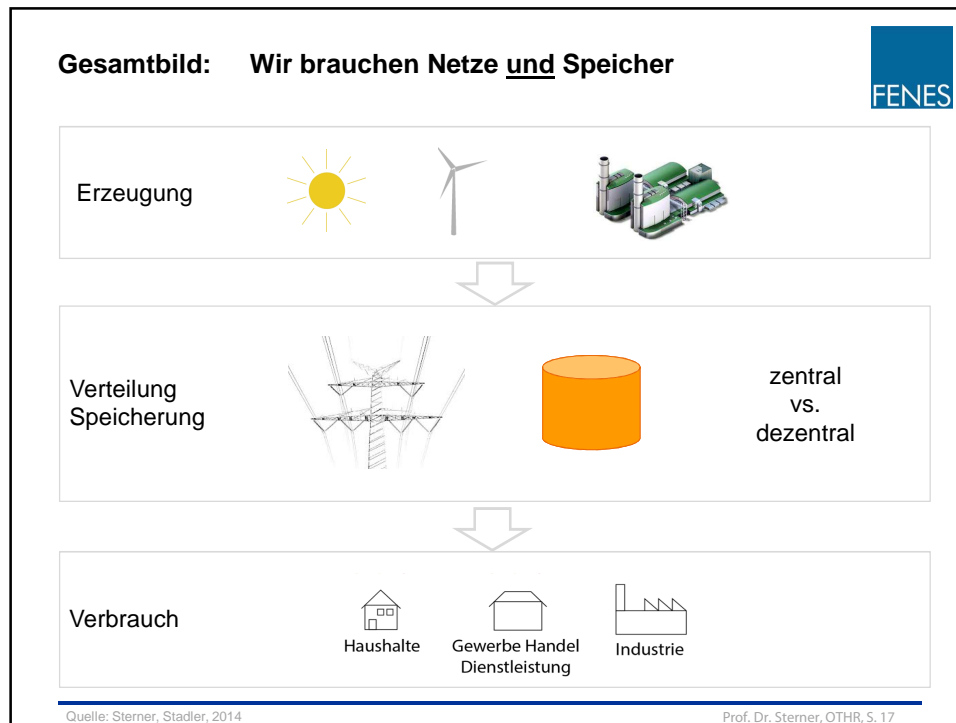 Gesamtbild: Wir brauchen Netze und Speicher
FENES
Erzeugung
Verteilung
Speicherung
zentral
vs.
dezentral
Verbrauch
Haushalte
Gewerbe Handel
Dienstleistung
Industrie
Quelle: Sterner, Stadler, 2014
Prof. Dr. Sterner, OTHR, S. 17